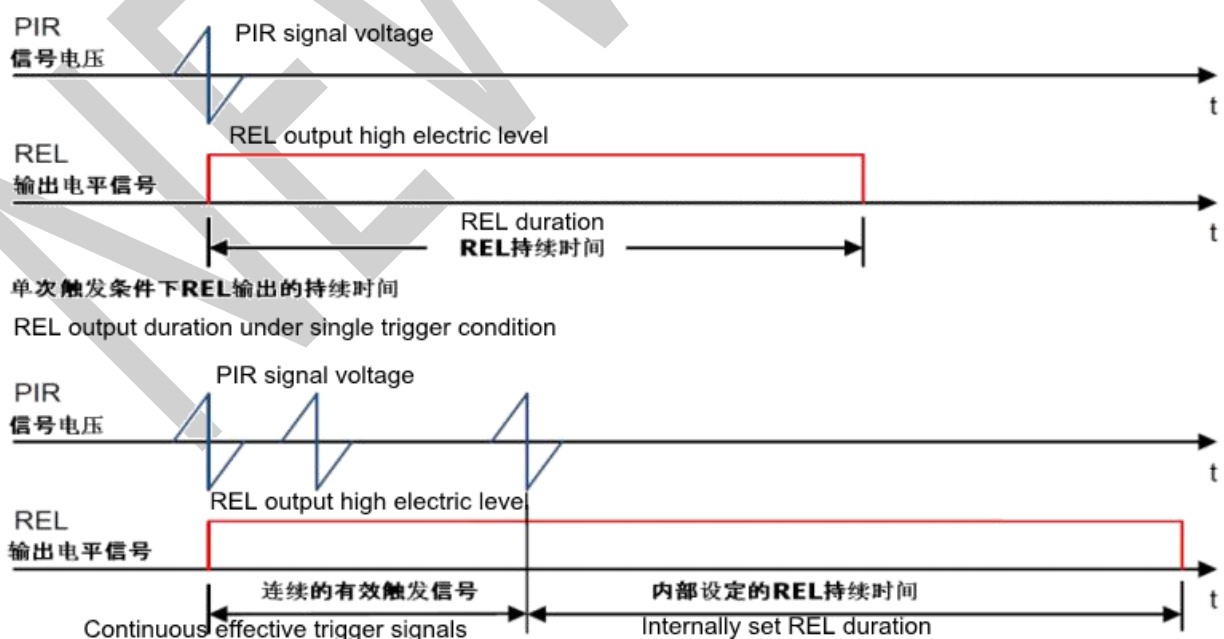 PIR
信号电压
PIR signal voltage
t
REL output high electric level
REL
输出电平信号
t
REL duration
REL持续时间
单次触发条件下REL输出的持续时间
REL output duration under single trigger condition
PIR signal voltage
PIR
信号电压
t
REL output high electric level
REL
输出电平信号
t
连续的有效触发信号
内部设定的REL持续时间
Continuous effective trigger signals
Internally set REL duration